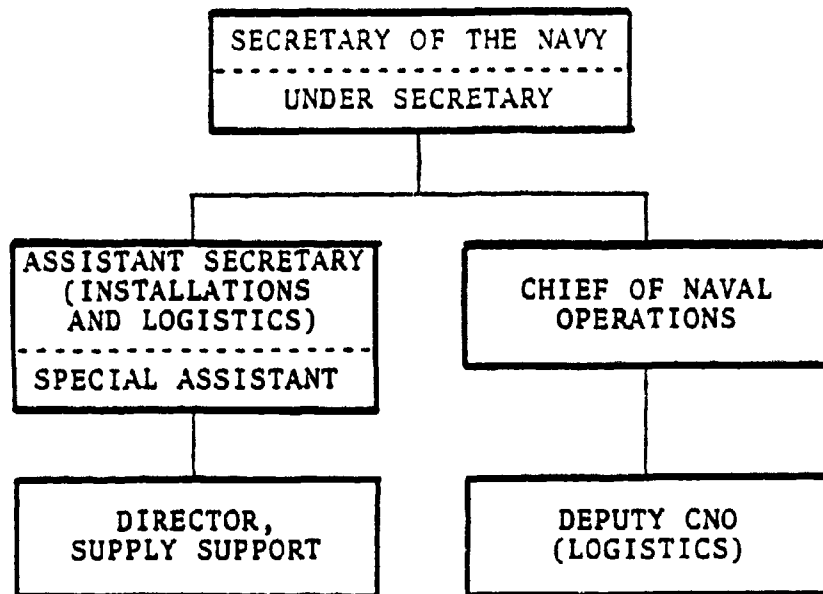 SECRETARY OF THE NAVY
UNDER SECRETARY
ASSISTANT SECRETARY
(INSTALLATIONS
AND LOGISTICS)
SPECIAL ASSISTANT
CHIEF OF NAVAL
OPERATIONS
DIRECTOR,
SUPPLY SUPPORT
DEPUTY CNO
(LOGISTICS)